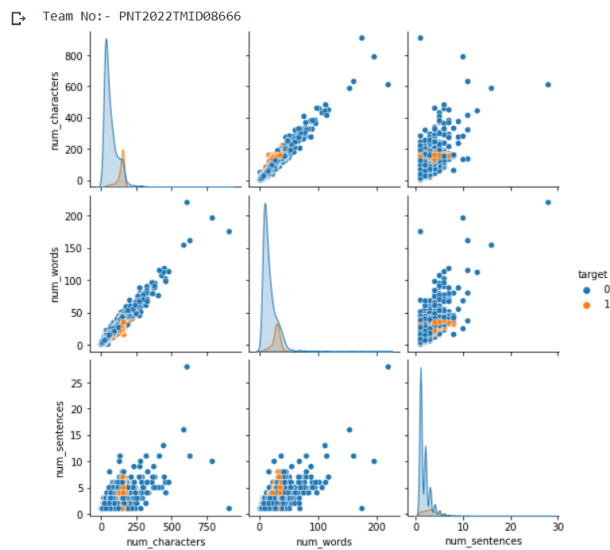 Team No:- PNT2022TMID08666
800
600
400
200
0
num_characters
200
150
100
50
0
num_words
target
0
1
25
20
15
10
5
0
num_sentences
0 250 500 750
num_characters
0 100 200
num_words
0 10 20 30
num_sentences